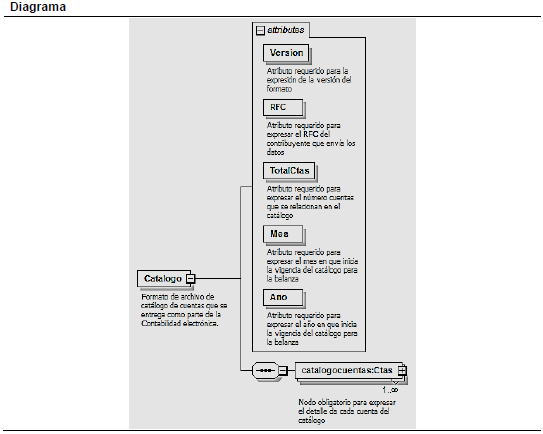 Diagrama
attributes
Version
Atributo requerido para la
expresión de la versión del
formato
RFC
Atributo requerido para
expresar el RFC del
contribuyente que envía los
datos
TotalCtas
Atributo requerido para
expresar el número cuentas
que se relacionan en el
catálogo
Mes
Atributo requerido para
expresar el mes en que inicia
la vigencia del catálogo para
la balanza
Catalogo
Formato de archivo de
catálogo de cuentas que se
entrega como parte de la
Contabilidad electrónica.
Ano
Atributo requerido para
expresar el año en que inicia
la vigencia del catálogo para
la balanza
catalogocuentas:Ctas
1..∞
Nodo obligatorio para expresar
el detalle de cada cuenta del
catálogo